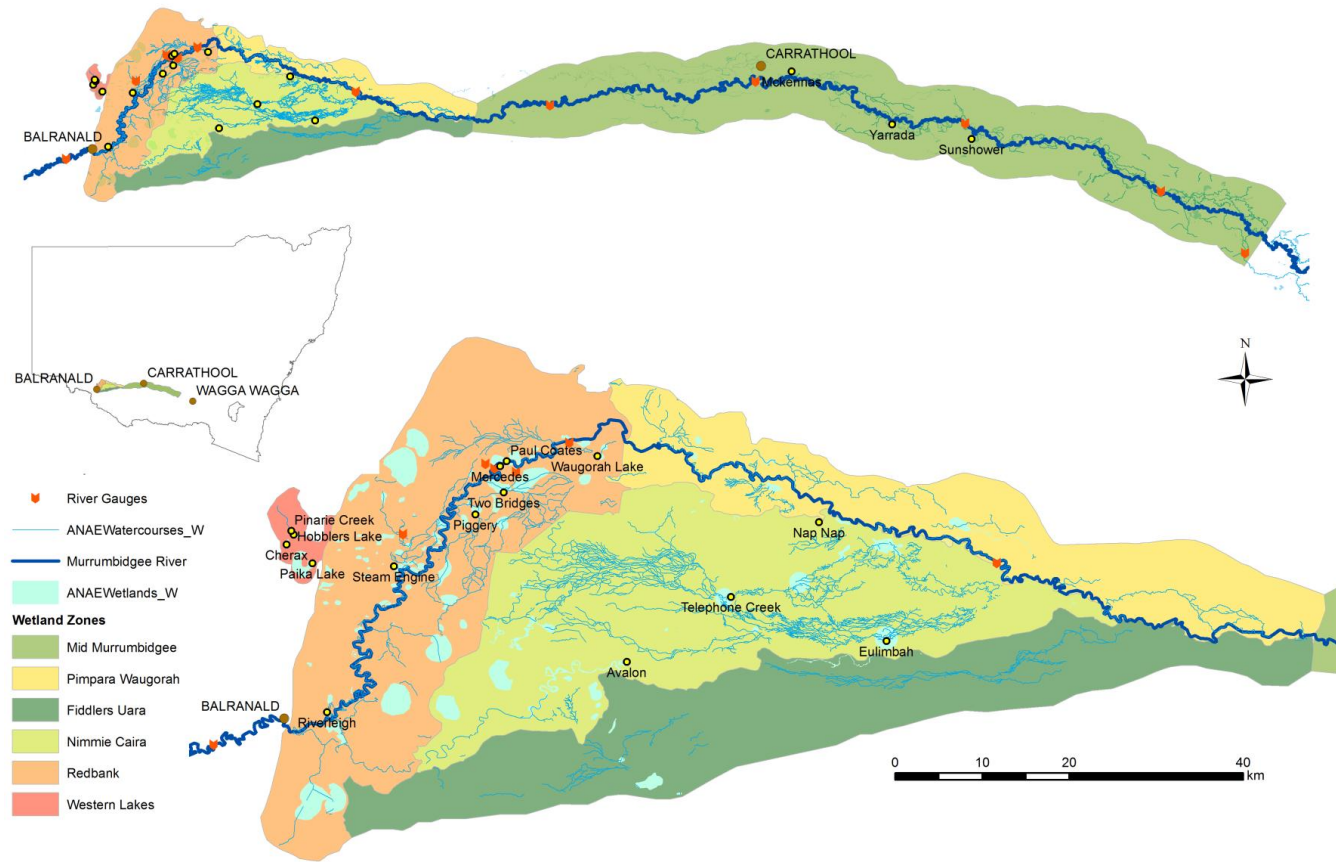 CARRATHOOL
Mckennes
BALRANALD
Yarrada
Sunshower
BALRANALD
CARRATHOOL
WAGGA WAGGA
N
Paul Coates
Mercedes
Waugorah Lake
Two Bridges
Piggery
Pinarie Creek
Hobblers Lake
Cherax
Paika Lake
Steam Engine
Nap Nap
Telephone Creek
Eulimbah
Avalon
BALRANALD
Riverleigh
River Gauges
ANAEWatercourses_W
Murrumbidgee River
ANAEWetlands_W
Wetland Zones
Mid Murrumbidgee
Pimpara Waugorah
Fiddlers Uara
Nimmie Caira
Redbank
Western Lakes
0 10 20 40
km